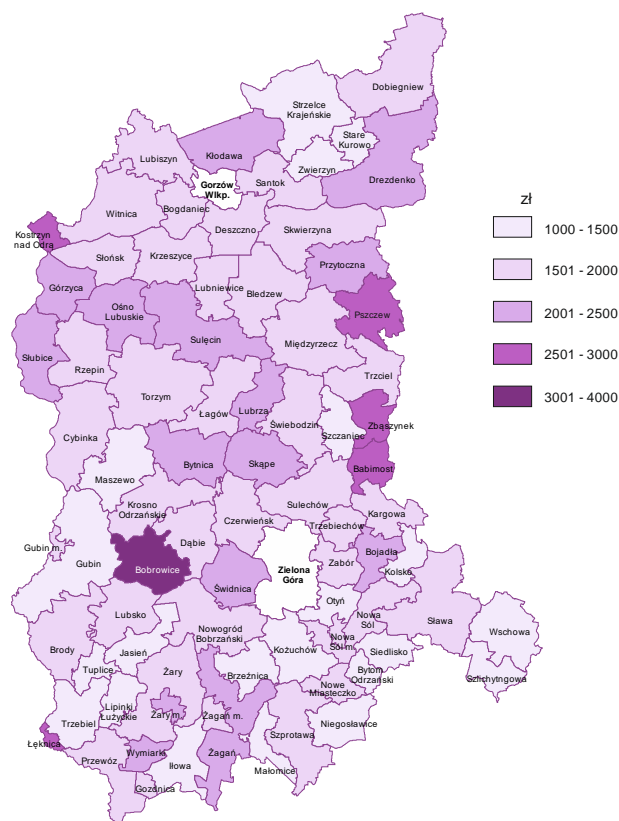 Dobiegniew
Strzelce
Krajeńskie
Stare
Kurowo
Kłodawa
Lubiszyn
Zwierzyn
Drezdenko
Gorzów
Wlkp.
Santok
zł
Witnica
Bogdaniec
Deszczno
Skwierzyna
1000 - 1500
Kostrzyn
nad Odrą
Słońsk
Krzeszyce
Przytoczna
1501 - 2000
Górzyca
Lubniewice
Bledzew
Ośno
Lubuskie
Pszczew
2001 - 2500
Sulęcin
Międzyrzecz
Słubice
2501 - 3000
Rzepin
Trzciel
Torzym
3001 - 4000
Łagów
Lubrza
Świebodzin
Zbąszynek
Cybinka
Szczaniec
Bytnica
Skąpe
Babimost
Maszewo
Krosno
Odrzańskie
Sulechów
Kargowa
Czerwieńsk
Trzebiechów
Gubin m.
Dąbie
Bojadła
Gubin
Bobrowice
Zielona
Góra
Zabór
Kolsko
Świdnica
Otyń
Lubsko
Nowa
Sól
Sława
Nowogród
Bobrzański
Wschowa
Brody
Jasień
Kożuchów
Nowa
Sól m.
Siedlisko
Tuplice
Żary
Brzeźnica
Bytom
Odrzański
Szlichtyngowa
Nowe
Miasteczko
Lipinki
Łużyckie
Trzebiel
Żary m.
Żagań m.
Niegosławice
Szprotawa
Łęknica
Wymiarki
Żagań
Przewóz
Iłowa
Małomice
Gozdnica